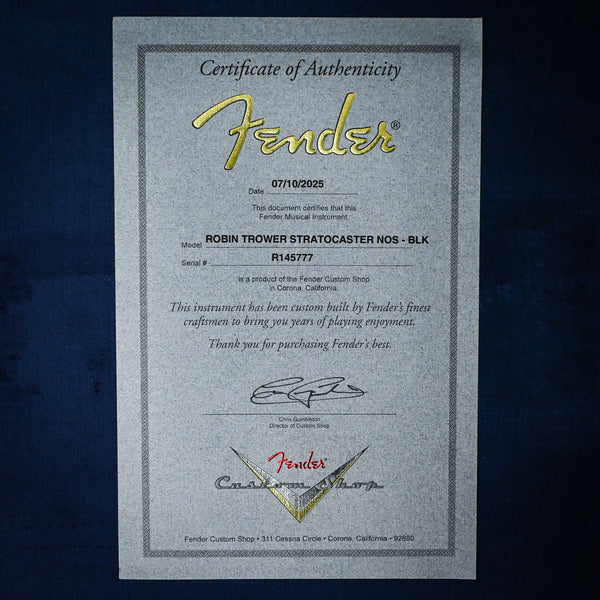 Certificate of Authenticity
Fender®
Date 07/10/2025
This document certifies that this
Fender Musical Instrument
Model ROBIN TROWER STRATOCASTER NOS - BLK
Serial # R145777
is a product of the Fender Custom Shop
in Corona, California.
This instrument has been custom built by Fender's finest
craftsmen to bring you years of playing enjoyment.
Thank you for purchasing Fender's best.
Chris Gumbleton
Director of Custom Shop
Fender
Custom Shop
Fender Custom Shop • 311 Cessna Circle • Corona, California • 92880